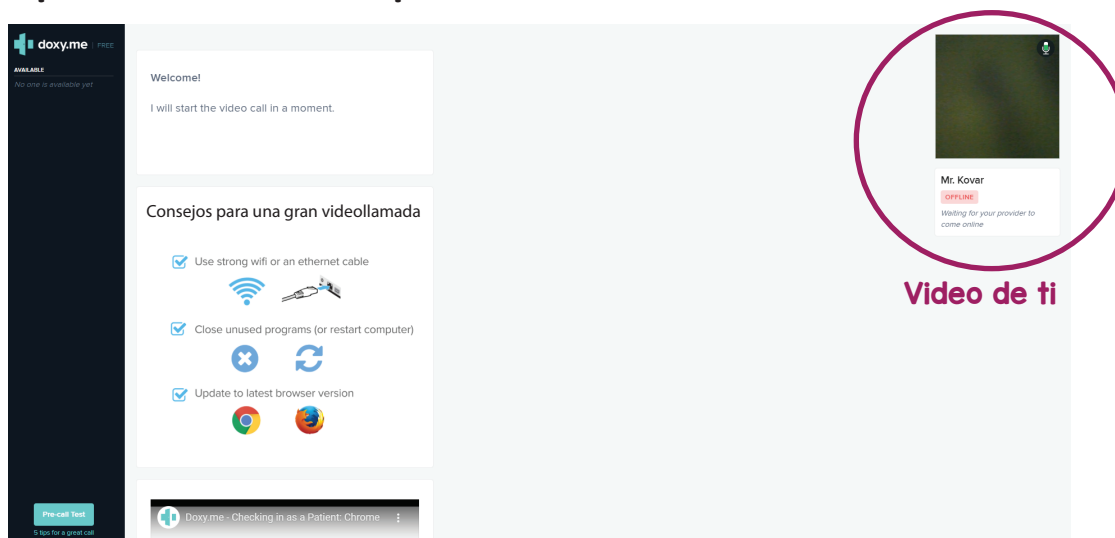 doxy.me | FREE
AVAILABLE
No one is available yet
Welcome!
I will start the video call in a moment.
Consejos para una gran videollamada
Use strong wifi or an ethernet cable
Close unused programs (or restart computer)
Update to latest browser version
Doxy.me - Checking in as a Patient: Chrome
Pre-call Test
5 tips for a great call
Mr. Kovar
OFFLINE
Waiting for your provider to
come online
Video de ti